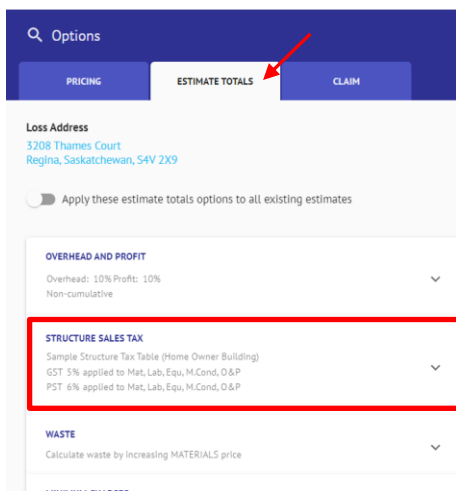 Options
PRICING
ESTIMATE TOTALS
CLAIM
Loss Address
3208 Thames Court
Regina, Saskatchewan, S4V 2X9
Apply these estimate totals options to all existing estimates
OVERHEAD AND PROFIT
Overhead: 10% Profit: 10%
Non-cumulative
STRUCTURE SALES TAX
Sample Structure Tax Table (Home Owner Building)
GST 5% applied to Mat, Lab, Equ, M.Cond, O&P
PST 6% applied to Mat, Lab, Equ, M.Cond, O&P
WASTE
Calculate waste by increasing MATERIALS price